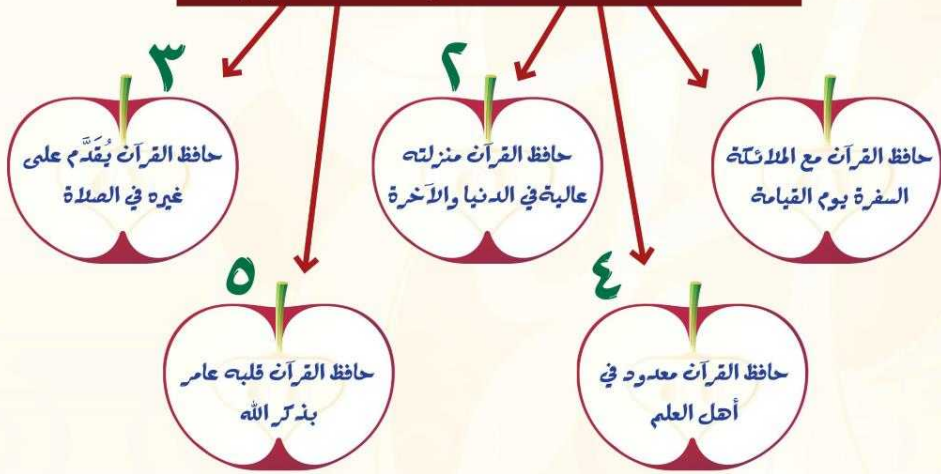 ١
حافظ القرآن مع الملائكة
السفرة يوم القيامة
٢
حافظ القرآن منزلته
عالية في الدنيا والآخرة
٣
حافظ القرآن يُقَدَّم على
غيره في الصلاة
٤
حافظ القرآن معدود في
أهل العلم
٥
حافظ القرآن قلبه عامر
بذكر الله